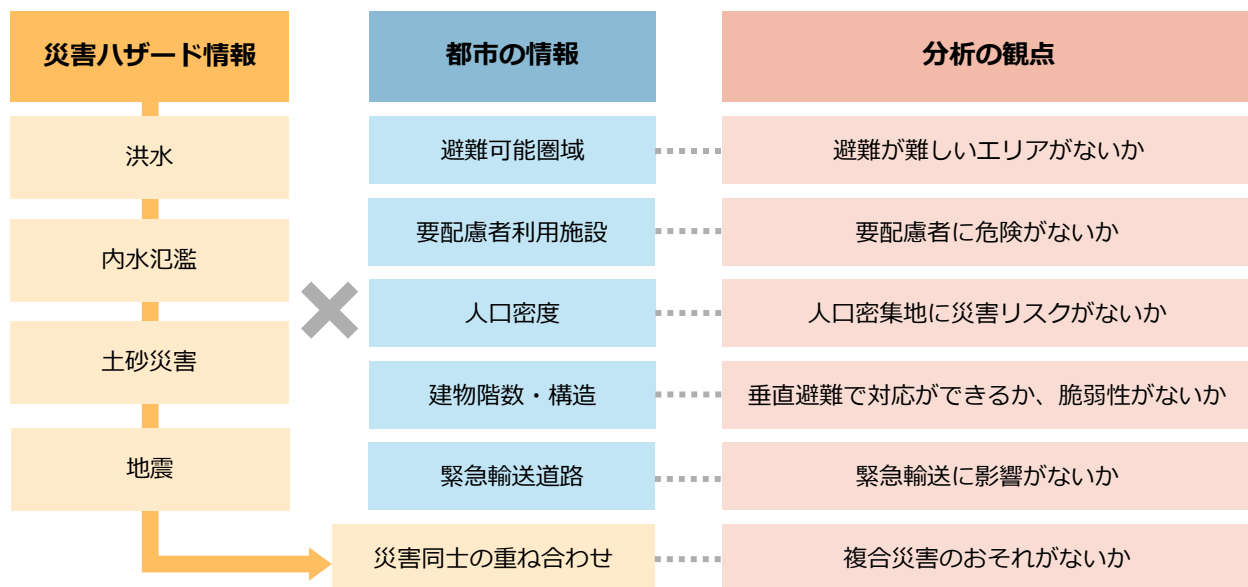 災害ハザード情報
都市の情報
分析の観点
洪水
内水氾濫
土砂災害
地震
避難可能圏域
避難が難しいエリアがないか
要配慮者利用施設
要配慮者に危険がないか
人口密度
人口密集地に災害リスクがないか
建物階数・構造
垂直避難で対応ができるか、脆弱性がないか
緊急輸送道路
緊急輸送に影響がないか
災害同士の重ね合わせ
複合災害のおそれがないか